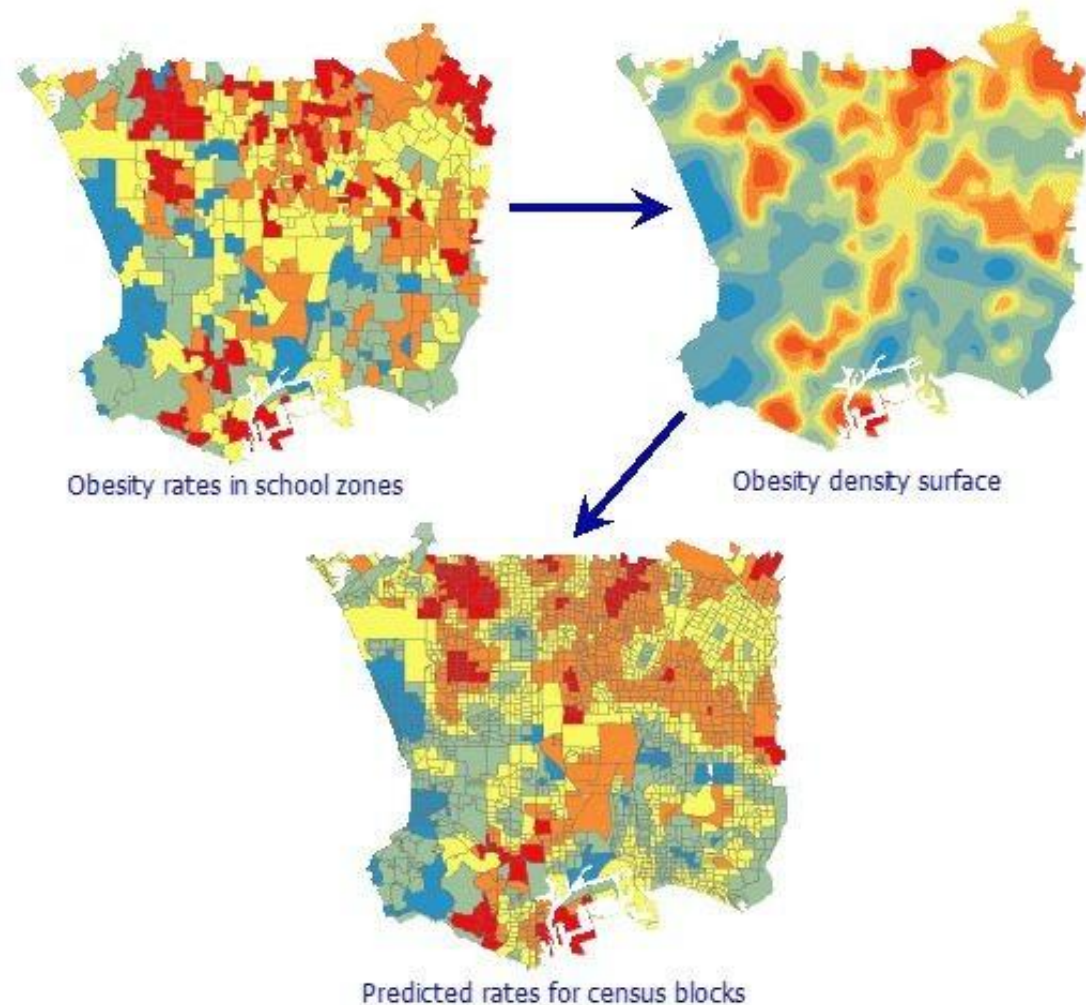 Obesity rates in school zones
Obesity density surface
Predicted rates for census blocks